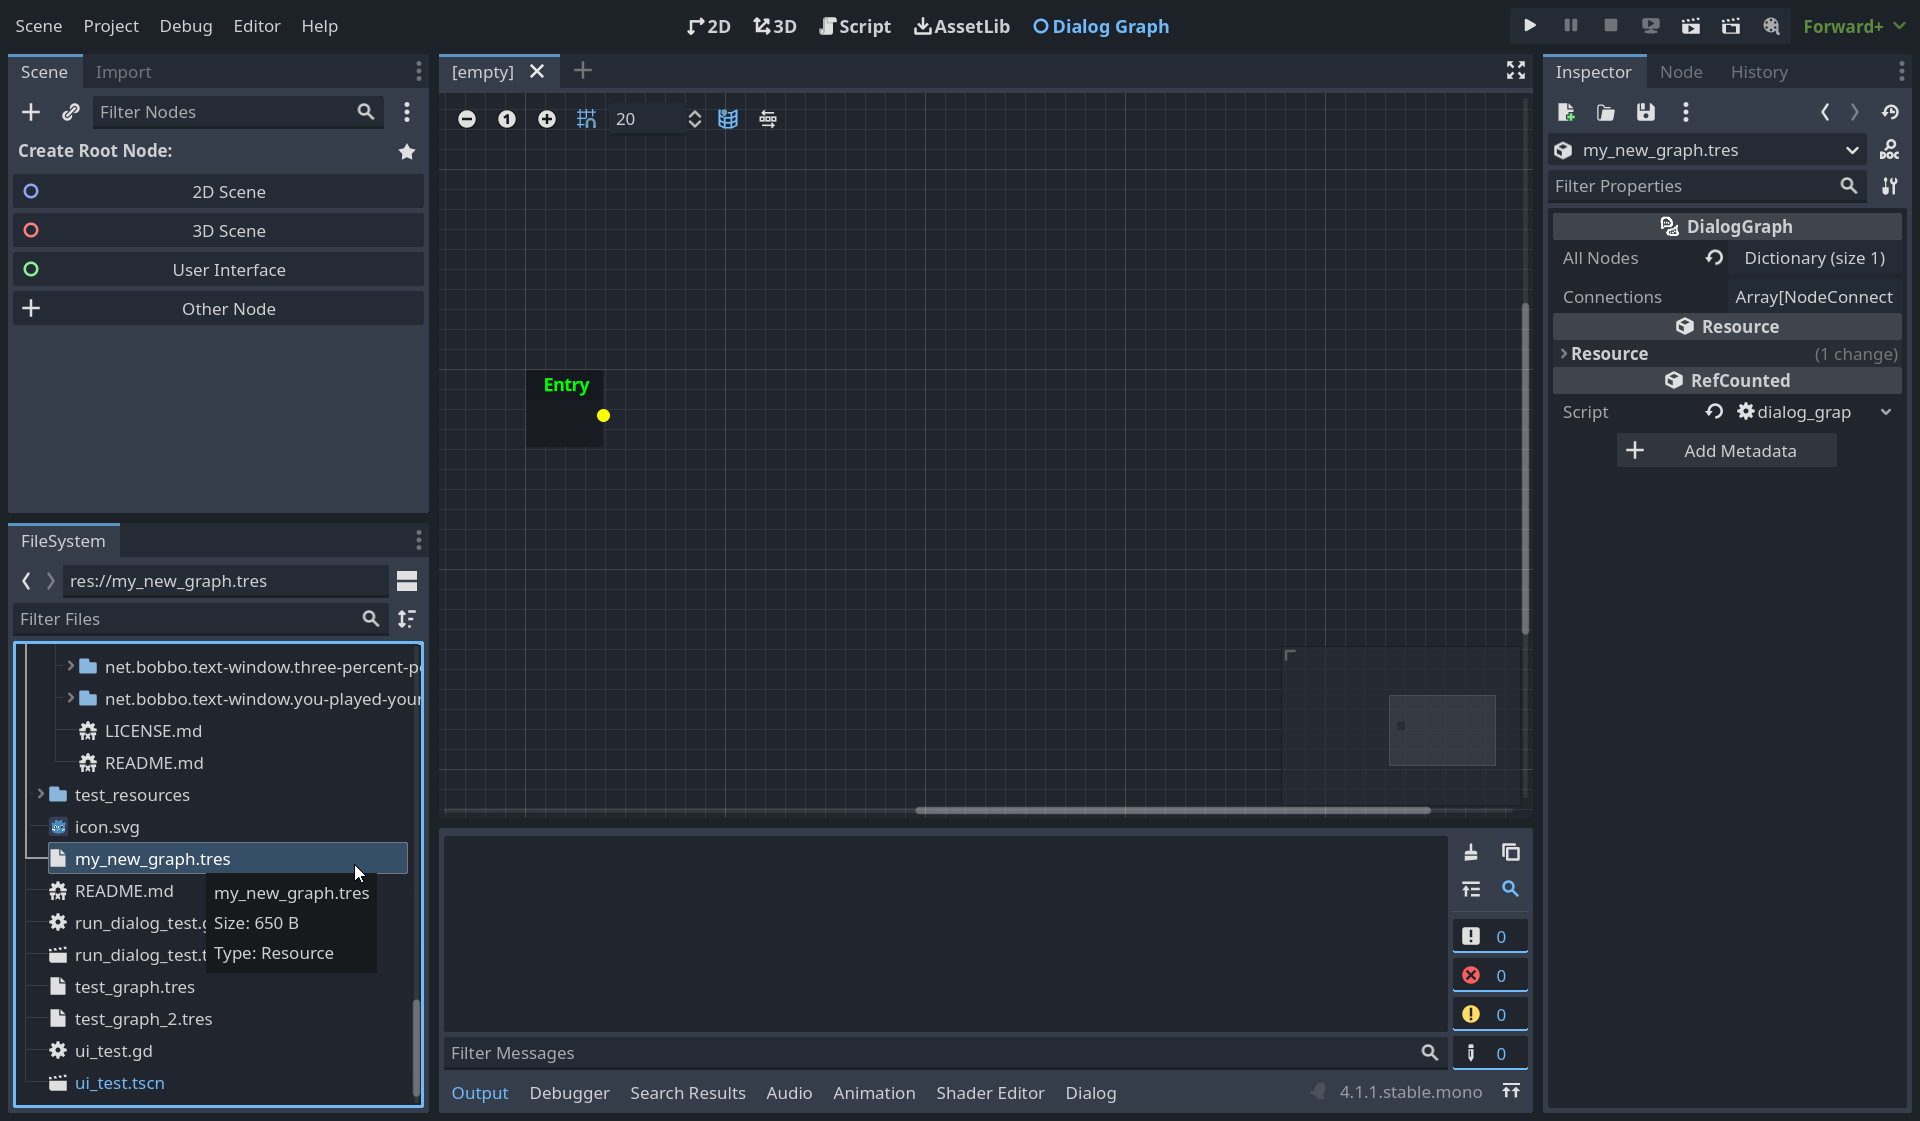 Scene Project Debug Editor Help
2D 3D Script AssetLib Dialog Graph
Forward+
Scene Import
Filter Nodes
Create Root Node:
2D Scene
3D Scene
User Interface
Other Node
FileSystem
res://my_new_graph.tres
Filter Files
net.bobbo.text-window.three-percent-p
net.bobbo.text-window.you-played-your
LICENSE.md
README.md
test_resources
icon.svg
my_new_graph.tres
README.md
run_dialog_test.g
run_dialog_test.t
test_graph.tres
test_graph_2.tres
ui_test.gd
ui_test.tscn
my_new_graph.tres
Size: 650 B
Type: Resource
[empty]
1
20
Entry
0
0
0
0
Filter Messages
Output Debugger Search Results Audio Animation Shader Editor Dialog
4.1.1.stable.mono
Inspector Node History
my_new_graph.tres
DOC
Filter Properties
DialogGraph
All Nodes Dictionary (size 1)
Connections Array[NodeConnect
Resource
Resource (1 change)
RefCounted
Script dialog_grap
Add Metadata